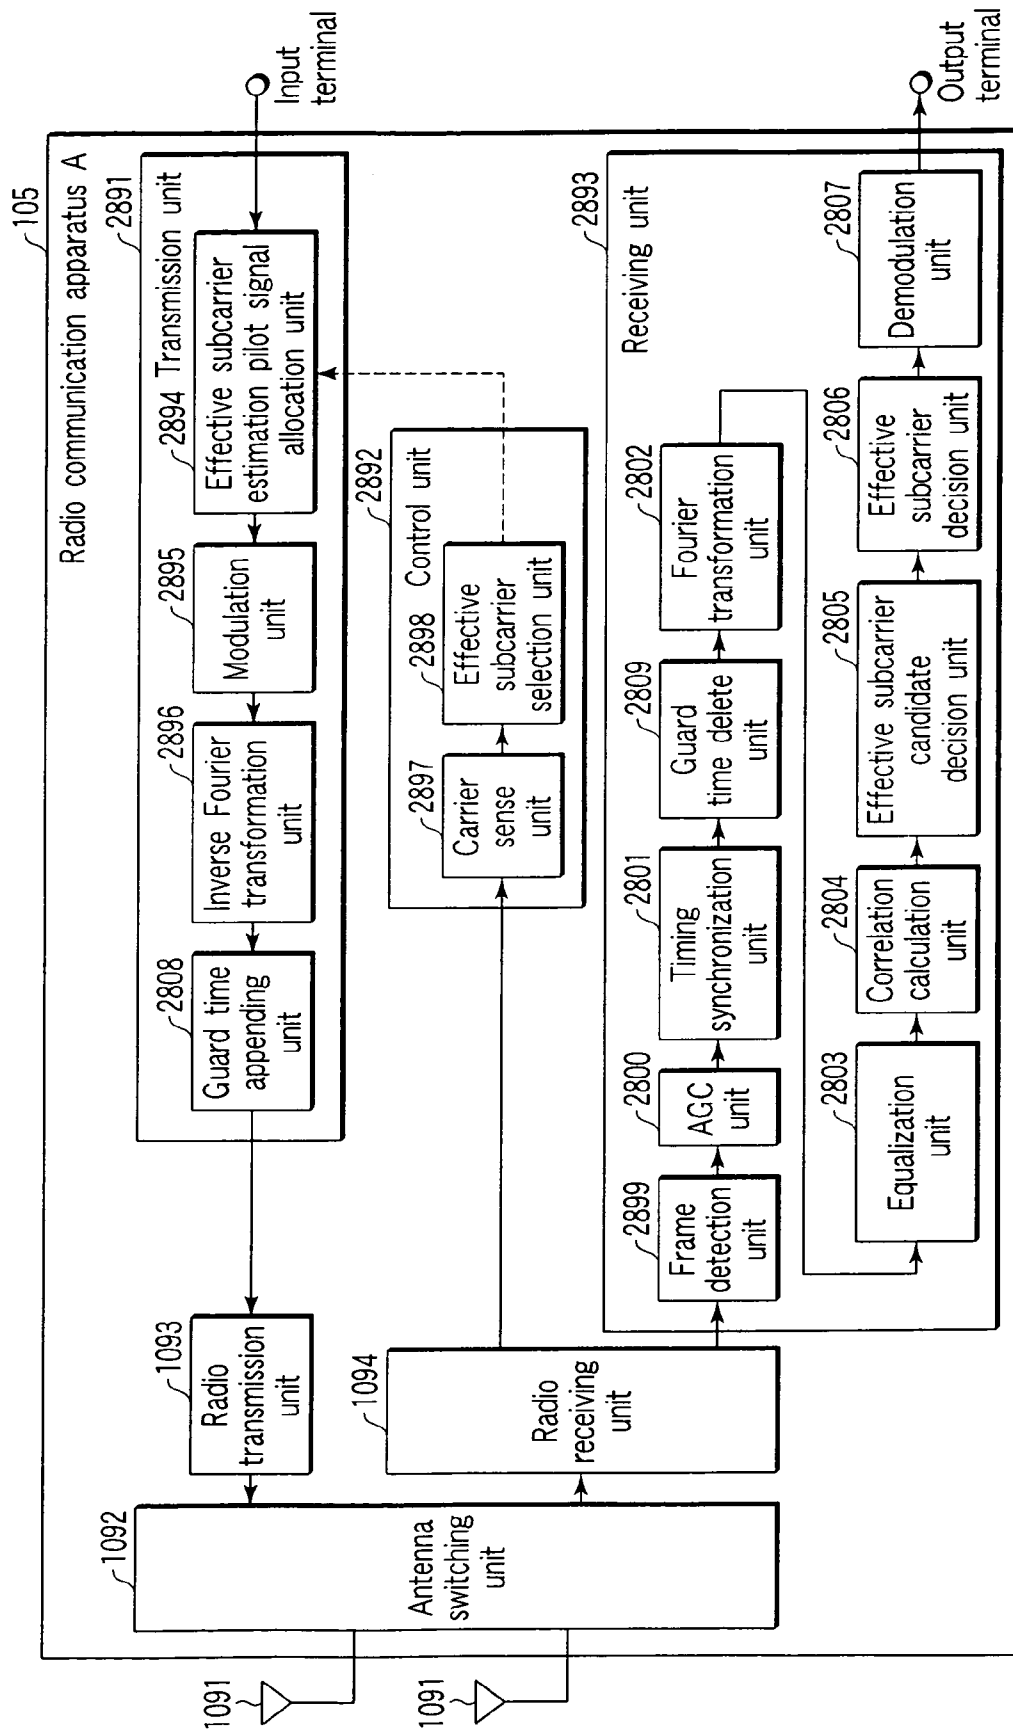 105
Radio communication apparatus A
1091
1091
1092
Antenna
switching
unit
1093
Radio
transmission
unit
1094
Radio
receiving
unit
2891
Transmission unit
2808
Guard time
appending
unit
2896
Inverse Fourier
transformation
unit
2895
Modulation
unit
2894
Effective subcarrier
estimation pilot signal
allocation unit
Input
terminal
2892
Control unit
2897
Carrier
sense
unit
2898
Effective
subcarrier
selection unit
2893
Receiving unit
2899
Frame
detection
unit
2800
AGC
unit
2801
Timing
synchronization
unit
2809
Guard
time delete
unit
2802
Fourier
transformation
unit
2803
Equalization
unit
2804
Correlation
calculation
unit
2805
Effective subcarrier
candidate
decision unit
2806
Effective
subcarrier
decision unit
2807
Demodulation
unit
Output
terminal